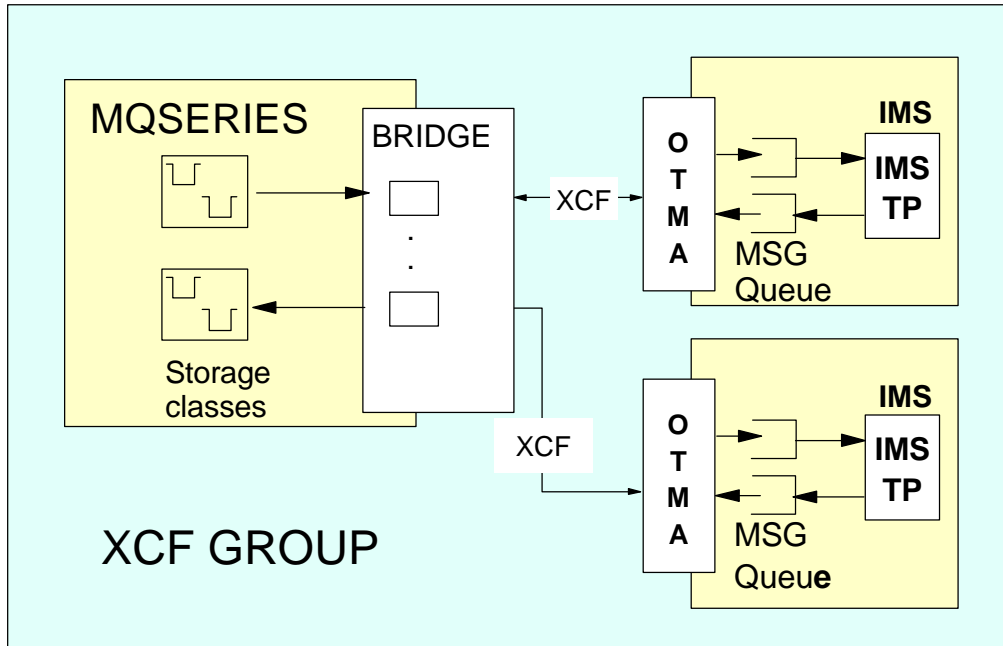 MQSERIES
BRIDGE
Storage
classes
XCF
XCF
O
T
M
A
IMS
IMS
TP
MSG
Queue
O
T
M
A
IMS
IMS
TP
MSG
Queue
XCF GROUP